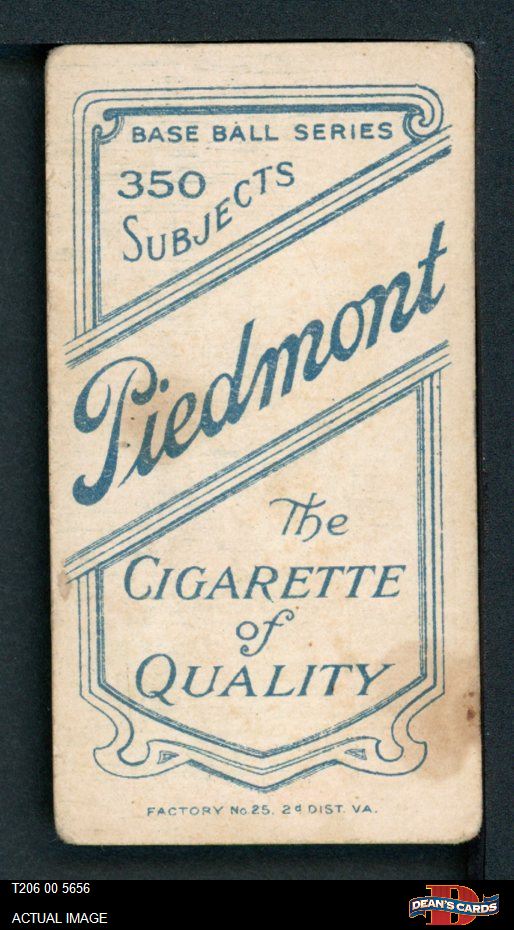 BASE BALL SERIES
350
SUBJECTS
Piedmont
The
CIGARETTE
of
QUALITY
FACTORY No. 25. 2d DIST. VA.
T206 00 5656
ACTUAL IMAGE
DEAN'S CARDS